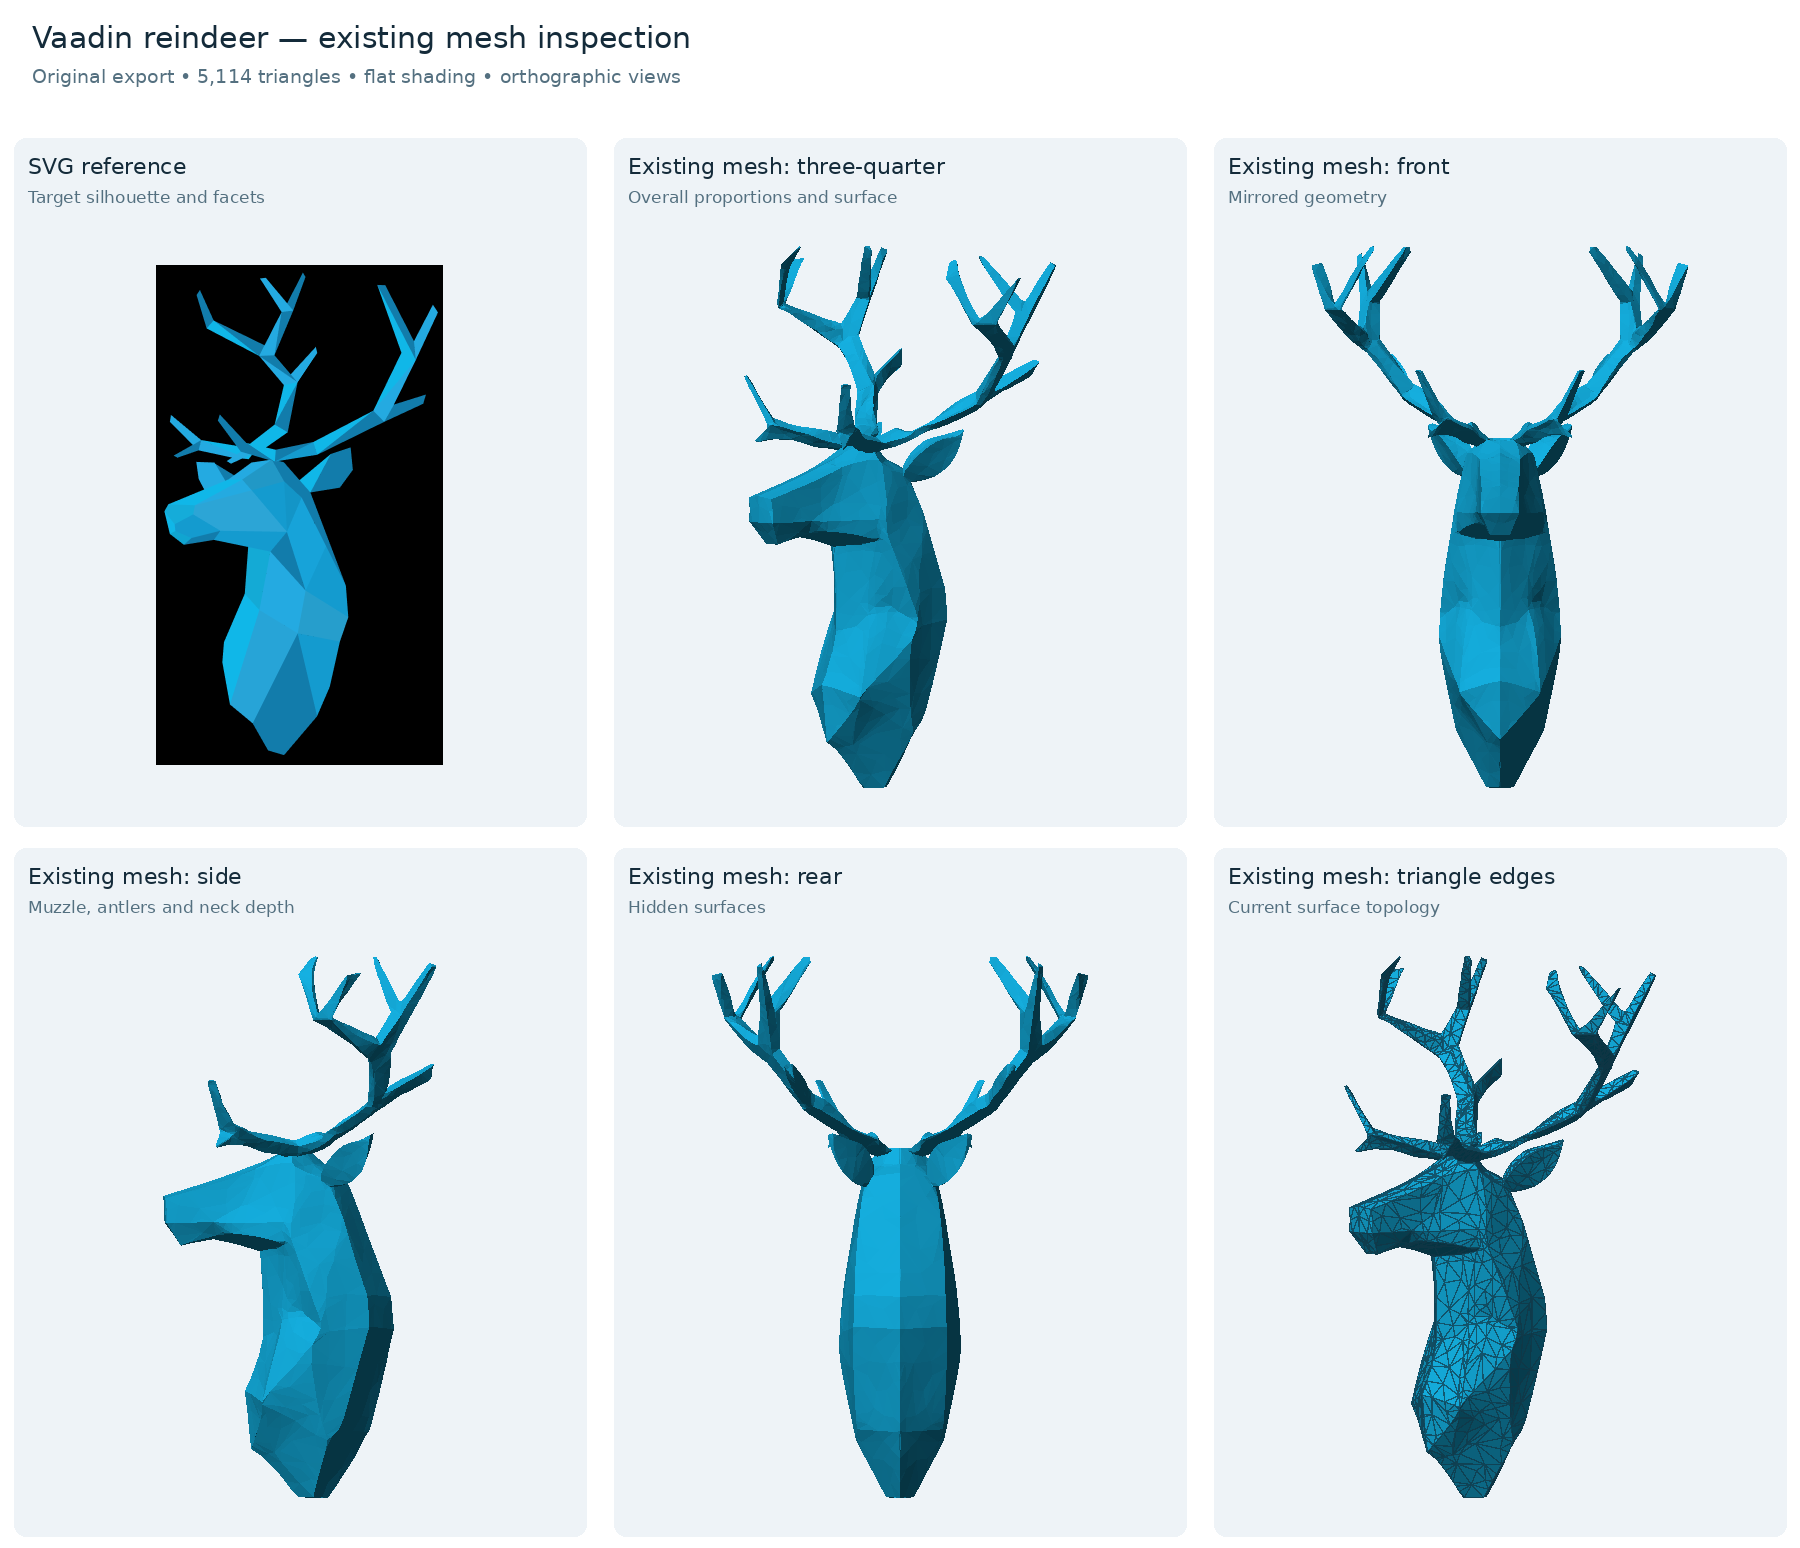 Vaadin reindeer — existing mesh inspection
Original export • 5,114 triangles • flat shading • orthographic views
SVG reference
Target silhouette and facets
Existing mesh: three-quarter
Overall proportions and surface
Existing mesh: front
Mirrored geometry
Existing mesh: side
Muzzle, antlers and neck depth
Existing mesh: rear
Hidden surfaces
Existing mesh: triangle edges
Current surface topology